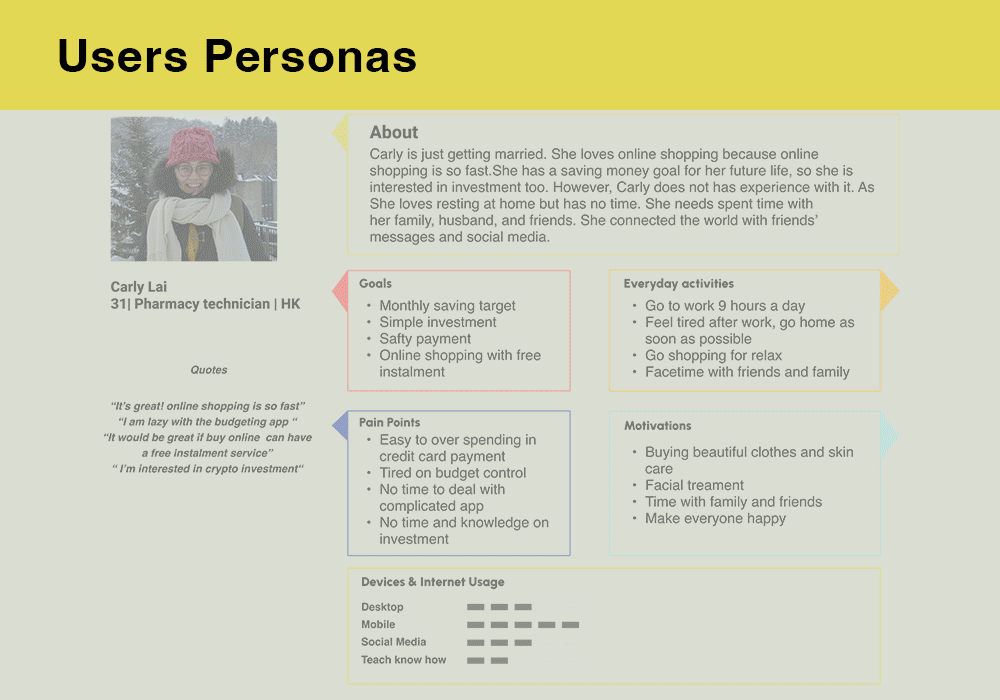 Users Personas
About
Carly is just getting married. She loves online shopping because online
shopping is so fast.She has a saving money goal for her future life, so she is
interested in investment too. However, Carly does not has experience with it. As
She loves resting at home but has no time. She needs spent time with
her family, husband, and friends. She connected the world with friends’
messages and social media.
Carly Lai
31| Pharmacy technician | HK
Quotes
“It’s great! online shopping is so fast”
“I am lazy with the budgeting app “
“It would be great if buy online can have
a free instalment service”
“ I’m interested in crypto investment“
Goals
• Monthly saving target
• Simple investment
• Safty payment
• Online shopping with free
instalment
Everyday activities
• Go to work 9 hours a day
• Feel tired after work, go home as
soon as possible
• Go shopping for relax
• Facetime with friends and family
Pain Points
• Easy to over spending in
credit card payment
• Tired on budget control
• No time to deal with
complicated app
• No time and knowledge on
investment
Motivations
• Buying beautiful clothes and skin
care
• Facial treament
• Time with family and friends
• Make everyone happy
Devices & Internet Usage
Desktop
Mobile
Social Media
Teach know how